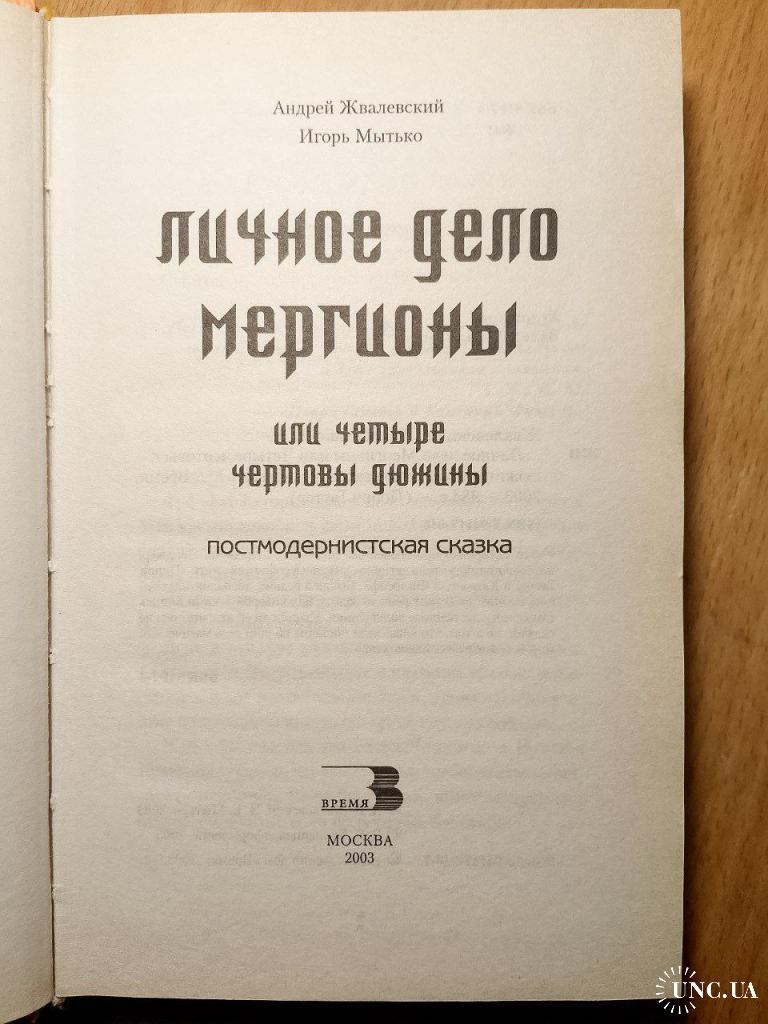 Андрей Жвалевский
Игорь Мытько
личное дело
мергионы
или четыре
чертовы дюжины
постмодернистская сказка
ВРЕМЯ
МОСКВА
2003
UNC.UA